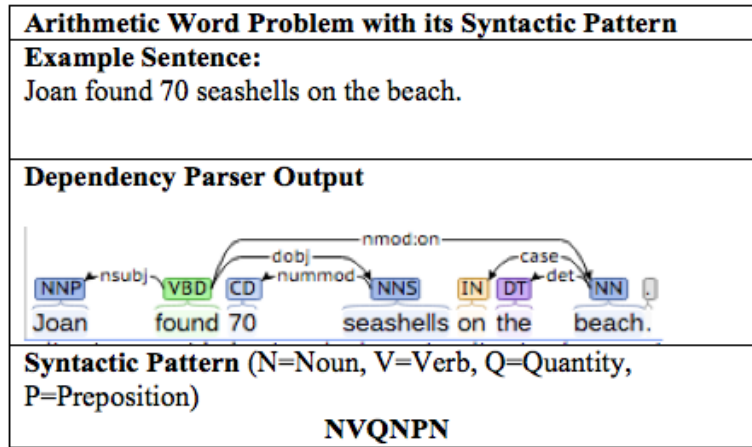 Arithmetic Word Problem with its Syntactic Pattern
Example Sentence:
Joan found 70 seashells on the beach.
Dependency Parser Output
nmod:on
dobj case
nsubj nummod det
NNP VBD CD NNS IN DT NN .
Joan found 70 seashells on the beach.
Syntactic Pattern (N=Noun, V=Verb, Q=Quantity,
P=Preposition)
NVQNPN